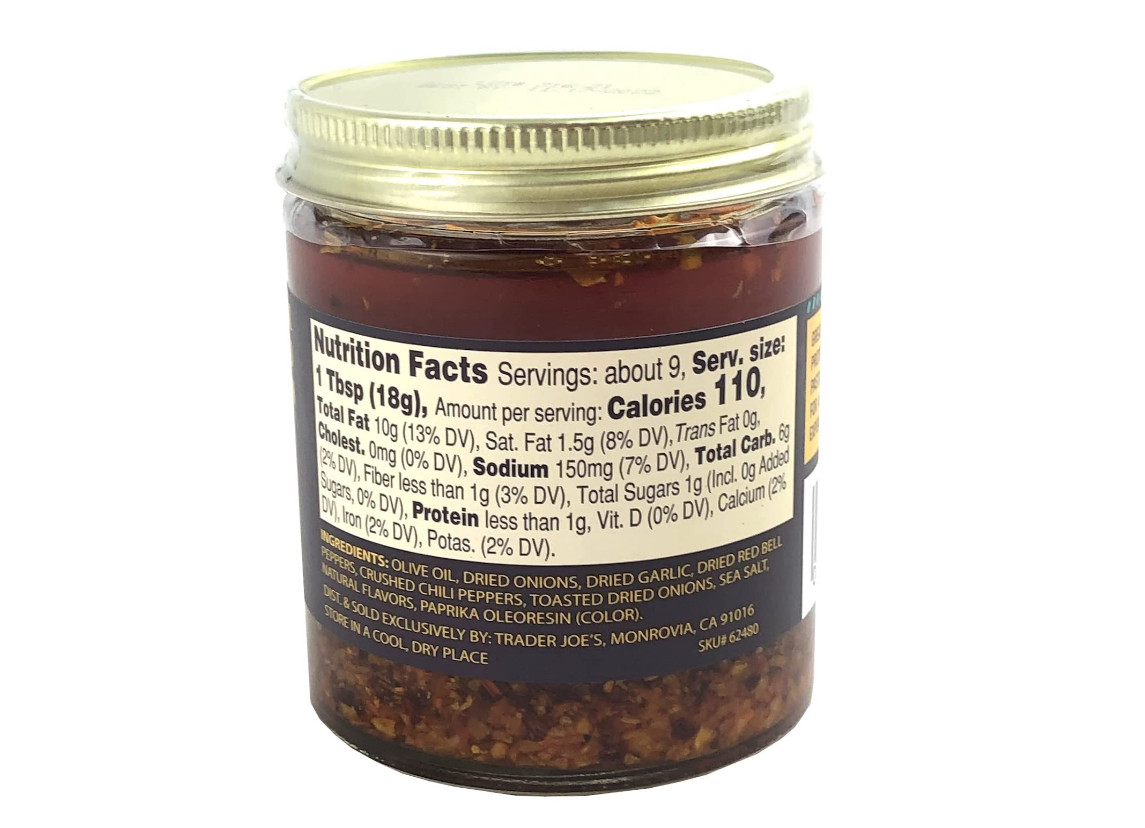 Nutrition Facts Servings: about 9, Serv. size:
1 Tbsp (18g), Amount per serving: Calories 110,
Total Fat 10g (13% DV), Sat. Fat 1.5g (8% DV), Trans Fat 0g,
Cholest. 0mg (0% DV), Sodium 150mg (7% DV), Total Carb. 6g
(2% DV), Fiber less than 1g (3% DV), Total Sugars 1g (Incl. 0g Added
Sugars, 0% DV), Protein less than 1g, Vit. D (0% DV), Calcium (2%
DV), Iron (2% DV), Potas. (2% DV).
INGREDIENTS: OLIVE OIL, DRIED ONIONS, DRIED GARLIC, DRIED RED BELL
PEPPERS, CRUSHED CHILI PEPPERS, TOASTED DRIED ONIONS, SEA SALT,
NATURAL FLAVORS, PAPRIKA OLEORESIN (COLOR).
DIST. & SOLD EXCLUSIVELY BY: TRADER JOE'S, MONROVIA, CA 91016
STORE IN A COOL, DRY PLACE
SKU# 62480